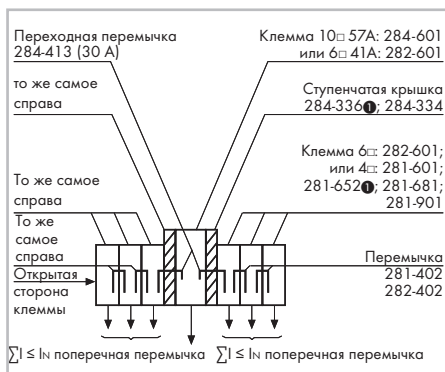 Переходная перемычка
284-413 (30 A)
то же самое
справа
То же самое
справа
То же
самое
справа
Открытая
сторона
клеммы
Клемма 10□ 57A: 284-601
или 6□ 41A: 282-601
Ступенчатая крышка
284-336❶; 284-334
Клемма 6□: 282-601;
или 4□: 281-601;
281-652❶; 281-681;
281-901
Перемычка
281-402
282-402
∑I ≤ IN поперечная перемычка ∑I ≤ IN поперечная перемычка